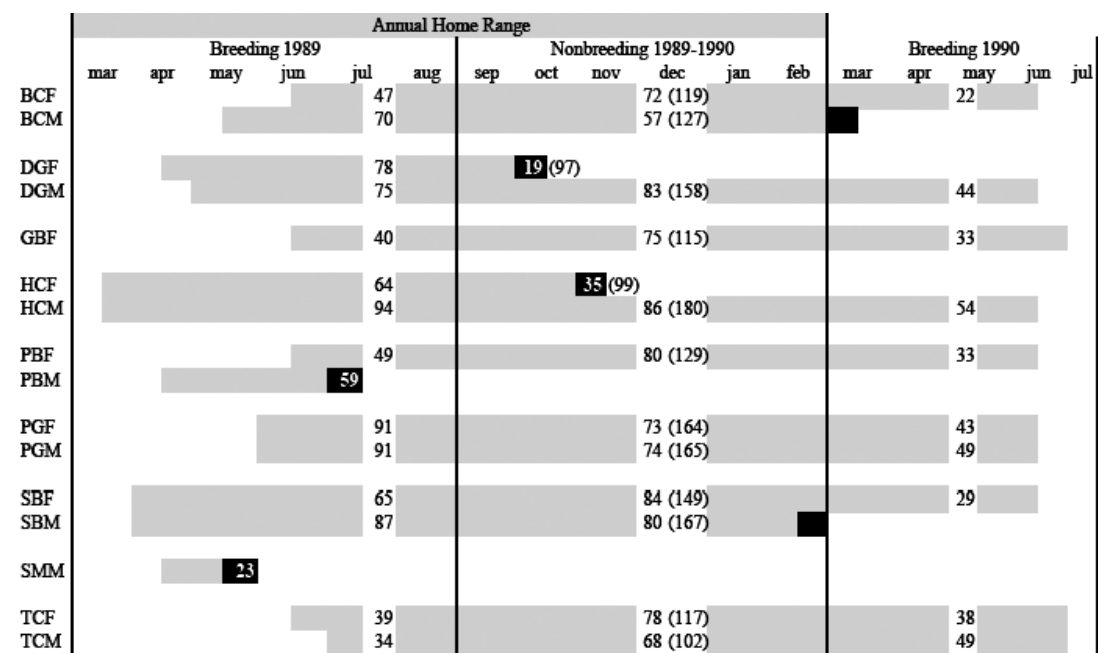 Annual Home Range
Breeding 1989 Nonbreeding 1989-1990 Breeding 1990
mar apr may jun jul aug sep oct nov dec jan feb mar apr may jun jul
BCF 47 72 (119) 22
BCM 70 57 (127)
DGF 78 19 (97)
DGM 75 83 (158) 44
GBF 40 75 (115) 33
HCF 64 35 (99)
HCM 94 86 (180) 54
PBF 49 80 (129) 33
PBM 59
PGF 91 73 (164) 43
PGM 91 74 (165) 49
SBF 65 84 (149) 29
SBM 87 80 (167)
SMM 23
TCF 39 78 (117) 38
TCM 34 68 (102) 49